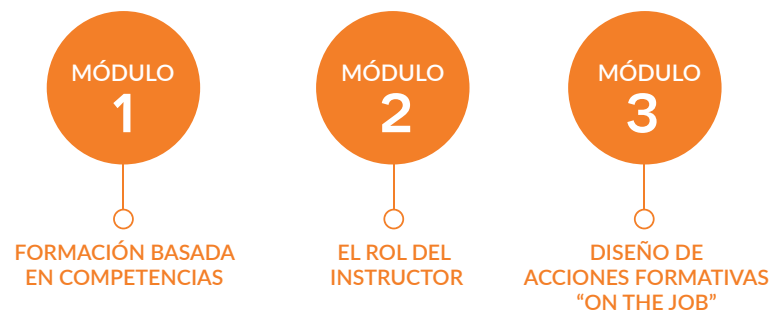 MÓDULO
1
FORMACIÓN BASADA
EN COMPETENCIAS
MÓDULO
2
EL ROL DEL
INSTRUCTOR
MÓDULO
3
DISEÑO DE
ACCIONES FORMATIVAS
“ON THE JOB”